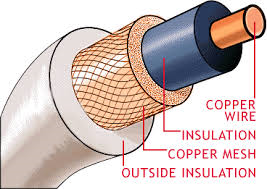 COPPER
WIRE
INSULATION
COPPER MESH
OUTSIDE INSULATION